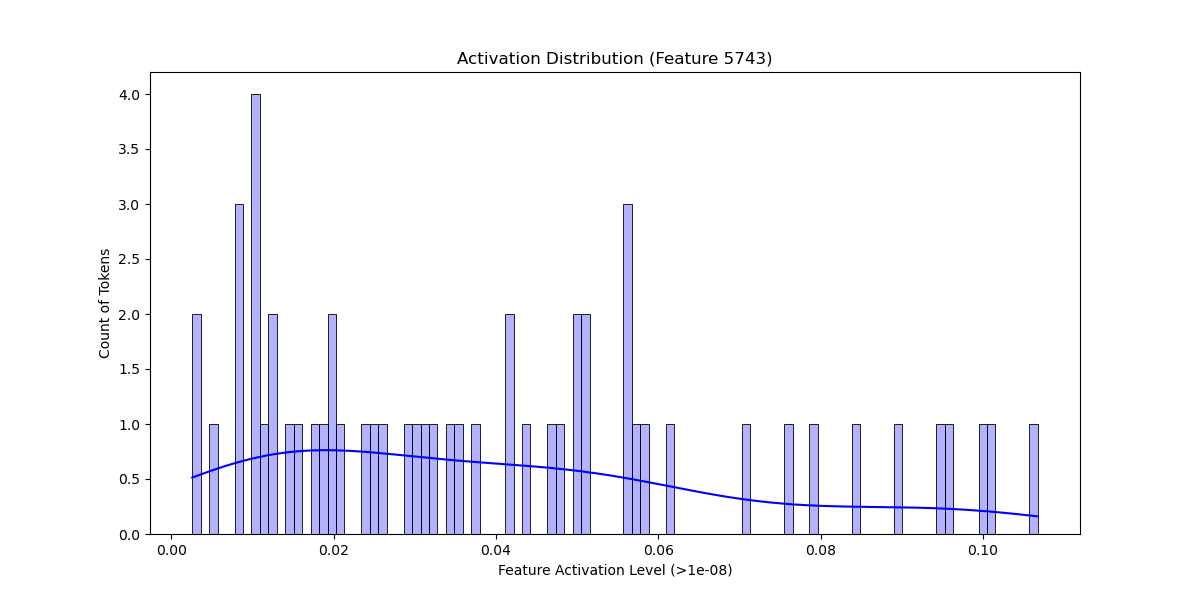 Activation Distribution (Feature 5743)
4.0
3.5
3.0
2.5
2.0
1.5
1.0
0.5
0.0
Count of Tokens
0.00 0.02 0.04 0.06 0.08 0.10
Feature Activation Level (>1e-08)